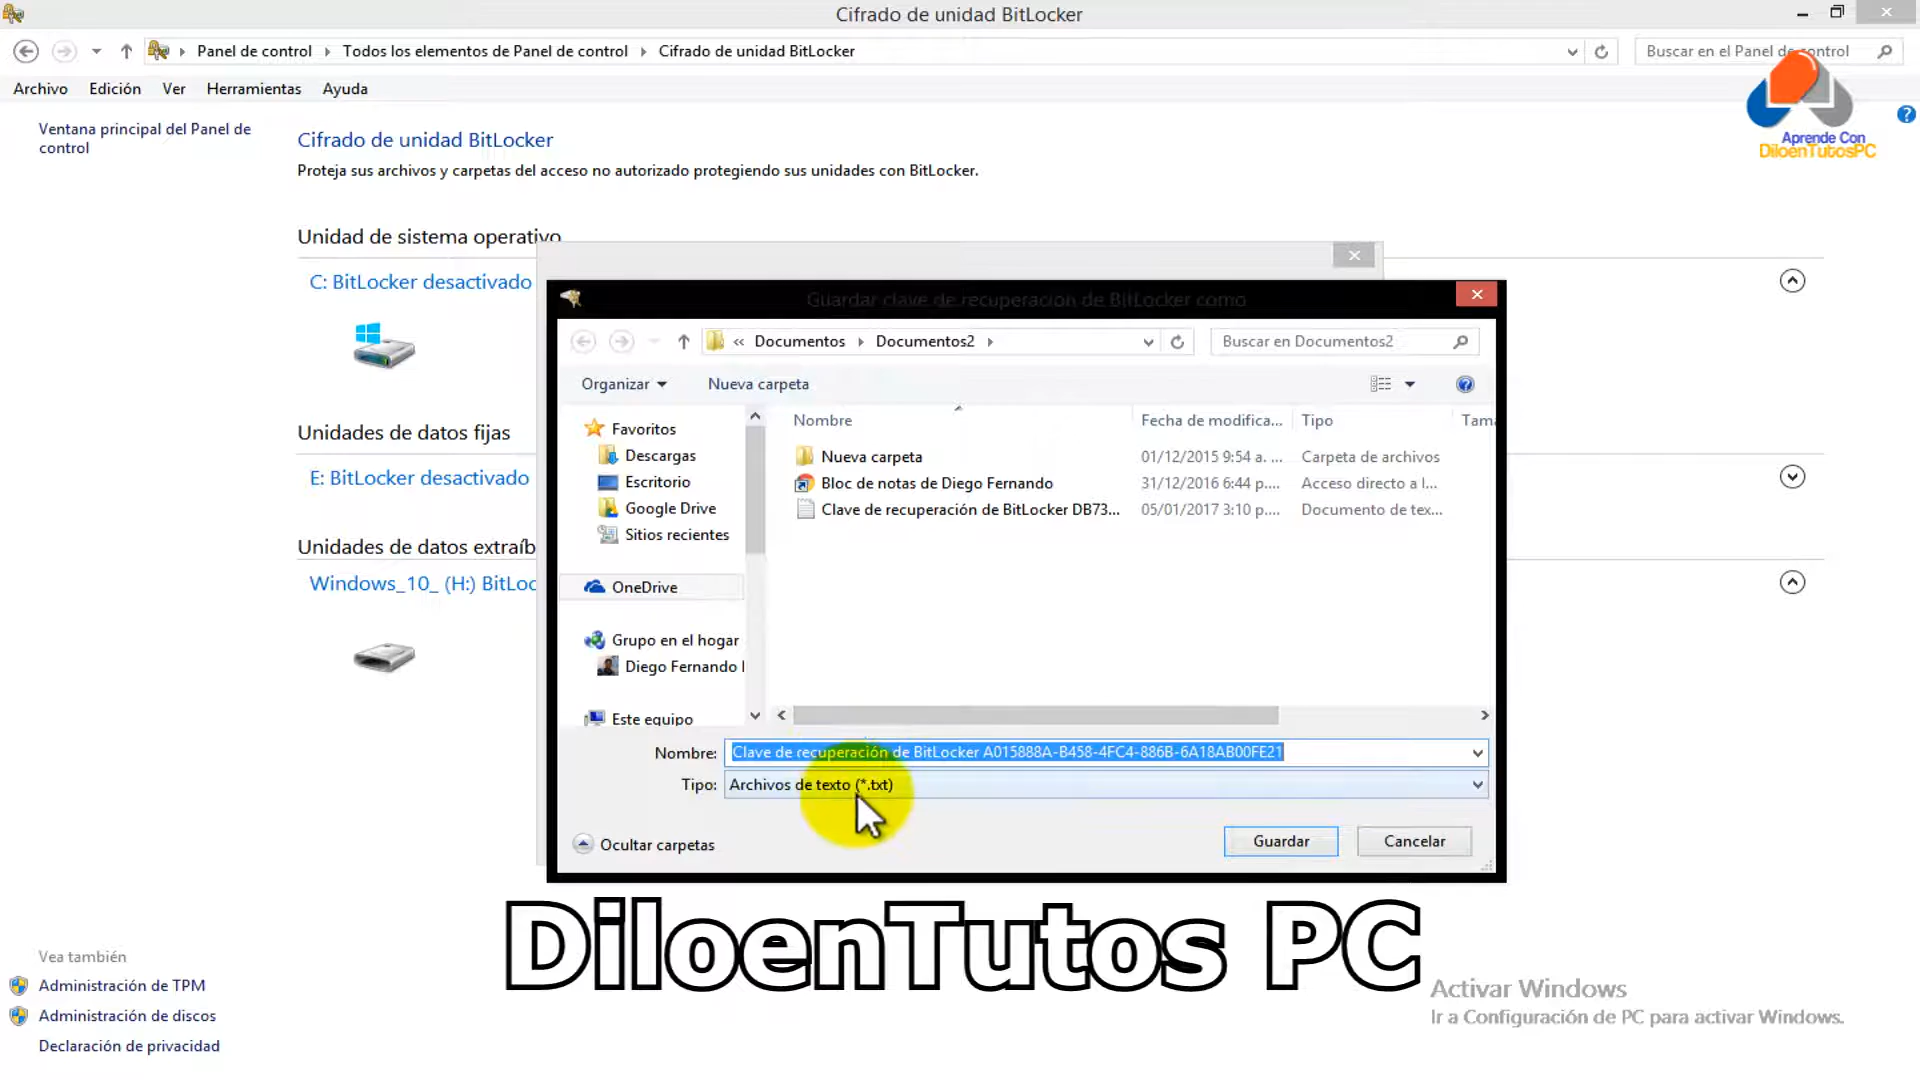 Cifrado de unidad BitLocker
Panel de control
Todos los elementos de Panel de control
Cifrado de unidad BitLocker
Buscar en el Panel de control
Archivo
Edición
Ver
Herramientas
Ayuda
Aprende Con
DiloenTutosPC
Ventana principal del Panel de
control
Cifrado de unidad BitLocker
Proteja sus archivos y carpetas del acceso no autorizado protegiendo sus unidades con BitLocker.
Unidad de sistema operativo
C: BitLocker desactivado
Unidades de datos fijas
E: BitLocker desactivado
Unidades de datos extraíb
Windows_10_ (H:) BitLoc
Guardar clave de recuperación de BitLocker como
« Documentos
Documentos2
Buscar en Documentos2
Organizar
Nueva carpeta
Favoritos
Descargas
Escritorio
Google Drive
Sitios recientes
OneDrive
Grupo en el hogar
Diego Fernando
Este equipo
Nombre
Fecha de modifica...
Tipo
Tama
Nueva carpeta
01/12/2015 9:54 a. ...
Carpeta de archivos
Bloc de notas de Diego Fernando
31/12/2016 6:44 p....
Acceso directo a l...
Clave de recuperación de BitLocker DB73...
05/01/2017 3:10 p....
Documento de tex...
Nombre: Clave de recuperación de BitLocker A015888A-B458-4FC4-886B-6A18AB00FE21
Tipo: Archivos de texto (*.txt)
Ocultar carpetas
Guardar
Cancelar
DiloenTutos PC
Vea también
Administración de TPM
Administración de discos
Declaración de privacidad
Activar Windows
Ir a Configuración de PC para activar Windows.